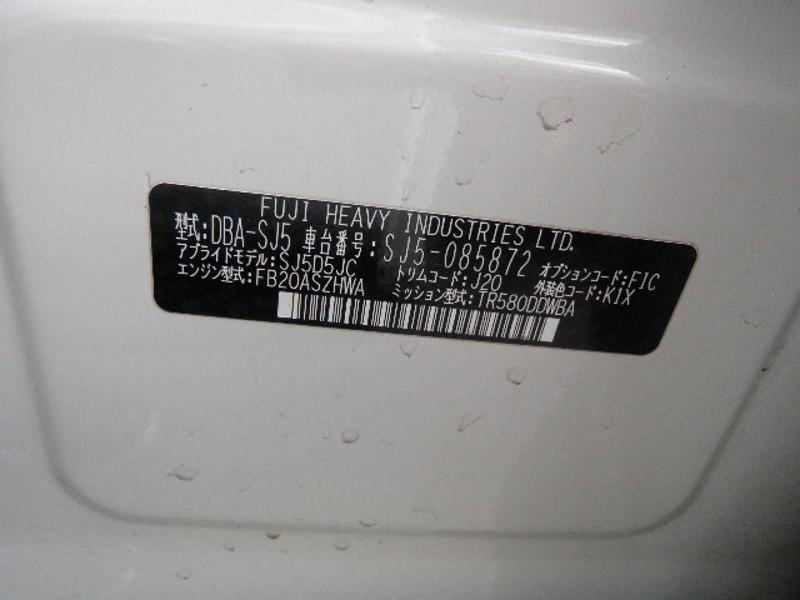 FUJI HEAVY INDUSTRIES LTD.
型式:DBA-SJ5 車台番号:SJ5-085872 オプションコード:FIC
アプライドモデル:SJ5D5JC トリムコード:J20 外装色コード:K1X
エンジン型式:FB20ASZHWA ミッション型式:TR580DDWBA